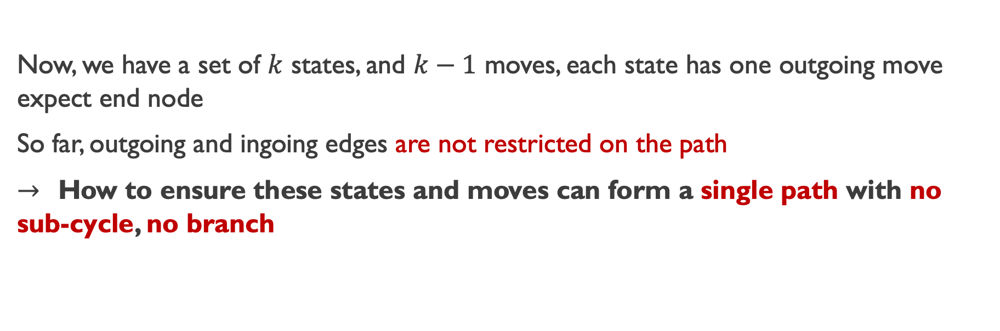 Now, we have a set of k states, and k − 1 moves, each state has one outgoing move
expect end node
So far, outgoing and ingoing edges are not restricted on the path
→ How to ensure these states and moves can form a single path with no
sub-cycle, no branch